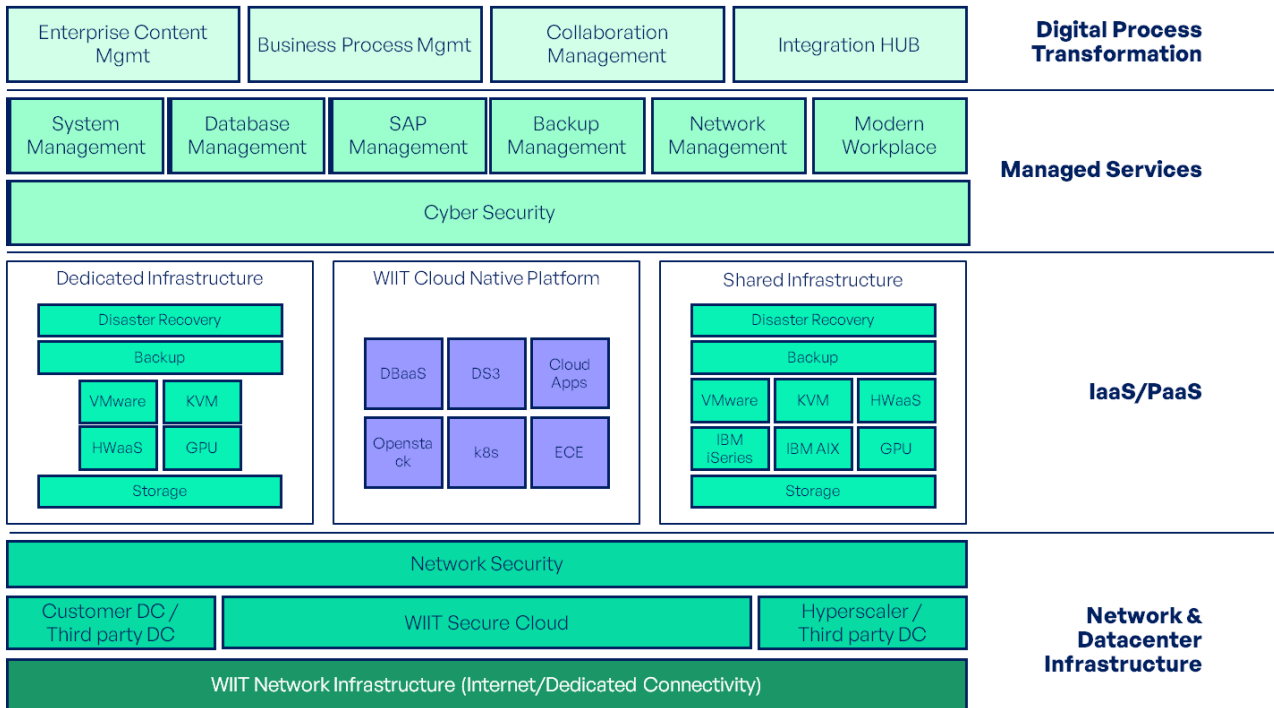 Enterprise Content
Mgmt
Business Process Mgmt
Collaboration
Management
Integration HUB
Digital Process
Transformation
System
Management
Database
Management
SAP
Management
Backup
Management
Network
Management
Modern
Workplace
Managed Services
Cyber Security
Dedicated Infrastructure
Disaster Recovery
Backup
VMware
KVM
HWaaS
GPU
Storage
WIIT Cloud Native Platform
DBaaS
DS3
Cloud
Apps
Opensta
ck
k8s
ECE
Shared Infrastructure
Disaster Recovery
Backup
VMware
KVM
HWaaS
IBM
iSeries
IBM AIX
GPU
Storage
IaaS/PaaS
Network Security
Customer DC /
Third party DC
WIIT Secure Cloud
Hyperscaler /
Third party DC
WIIT Network Infrastructure (Internet/Dedicated Connectivity)
Network &
Datacenter
Infrastructure